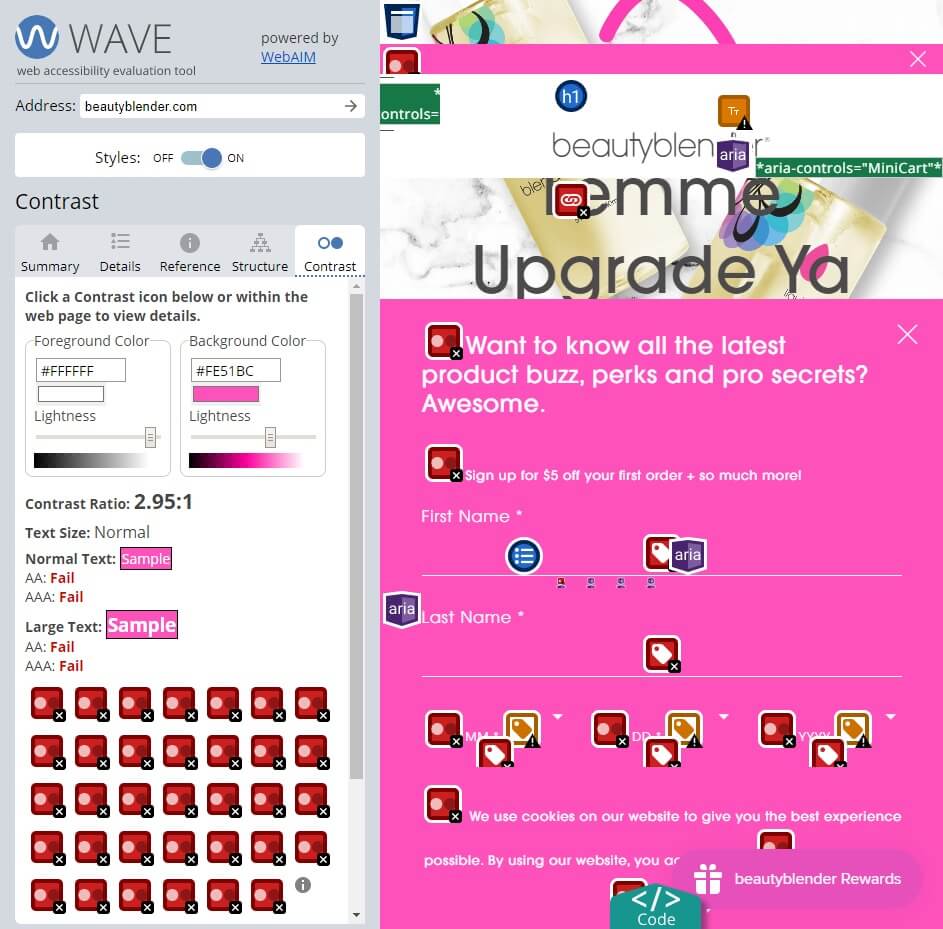 WAVE
powered by
WebAIM
web accessibility evaluation tool
Address: beautyblender.com
Styles: OFF ON
Contrast
Summary Details Reference Structure Contrast
Click a Contrast icon below or within the
web page to view details.
Foreground Color
#FFFFFF
Lightness
Background Color
#FE51BC
Lightness
Contrast Ratio: 2.95:1
Text Size: Normal
Normal Text: Sample
AA: Fail
AAA: Fail
Large Text: Sample
AA: Fail
AAA: Fail
*
controls=
h1
beautyblender
aria
*aria-controls="MiniCart"*
Femme
Upgrade Ya
Want to know all the latest
product buzz, perks and pro secrets?
Awesome.
Sign up for $5 off your first order + so much more!
First Name *
aria
aria
Last Name *
MM * DD * YYYY
We use cookies on our website to give you the best experience
possible. By using our website, you
beautyblender Rewards
</>
Code